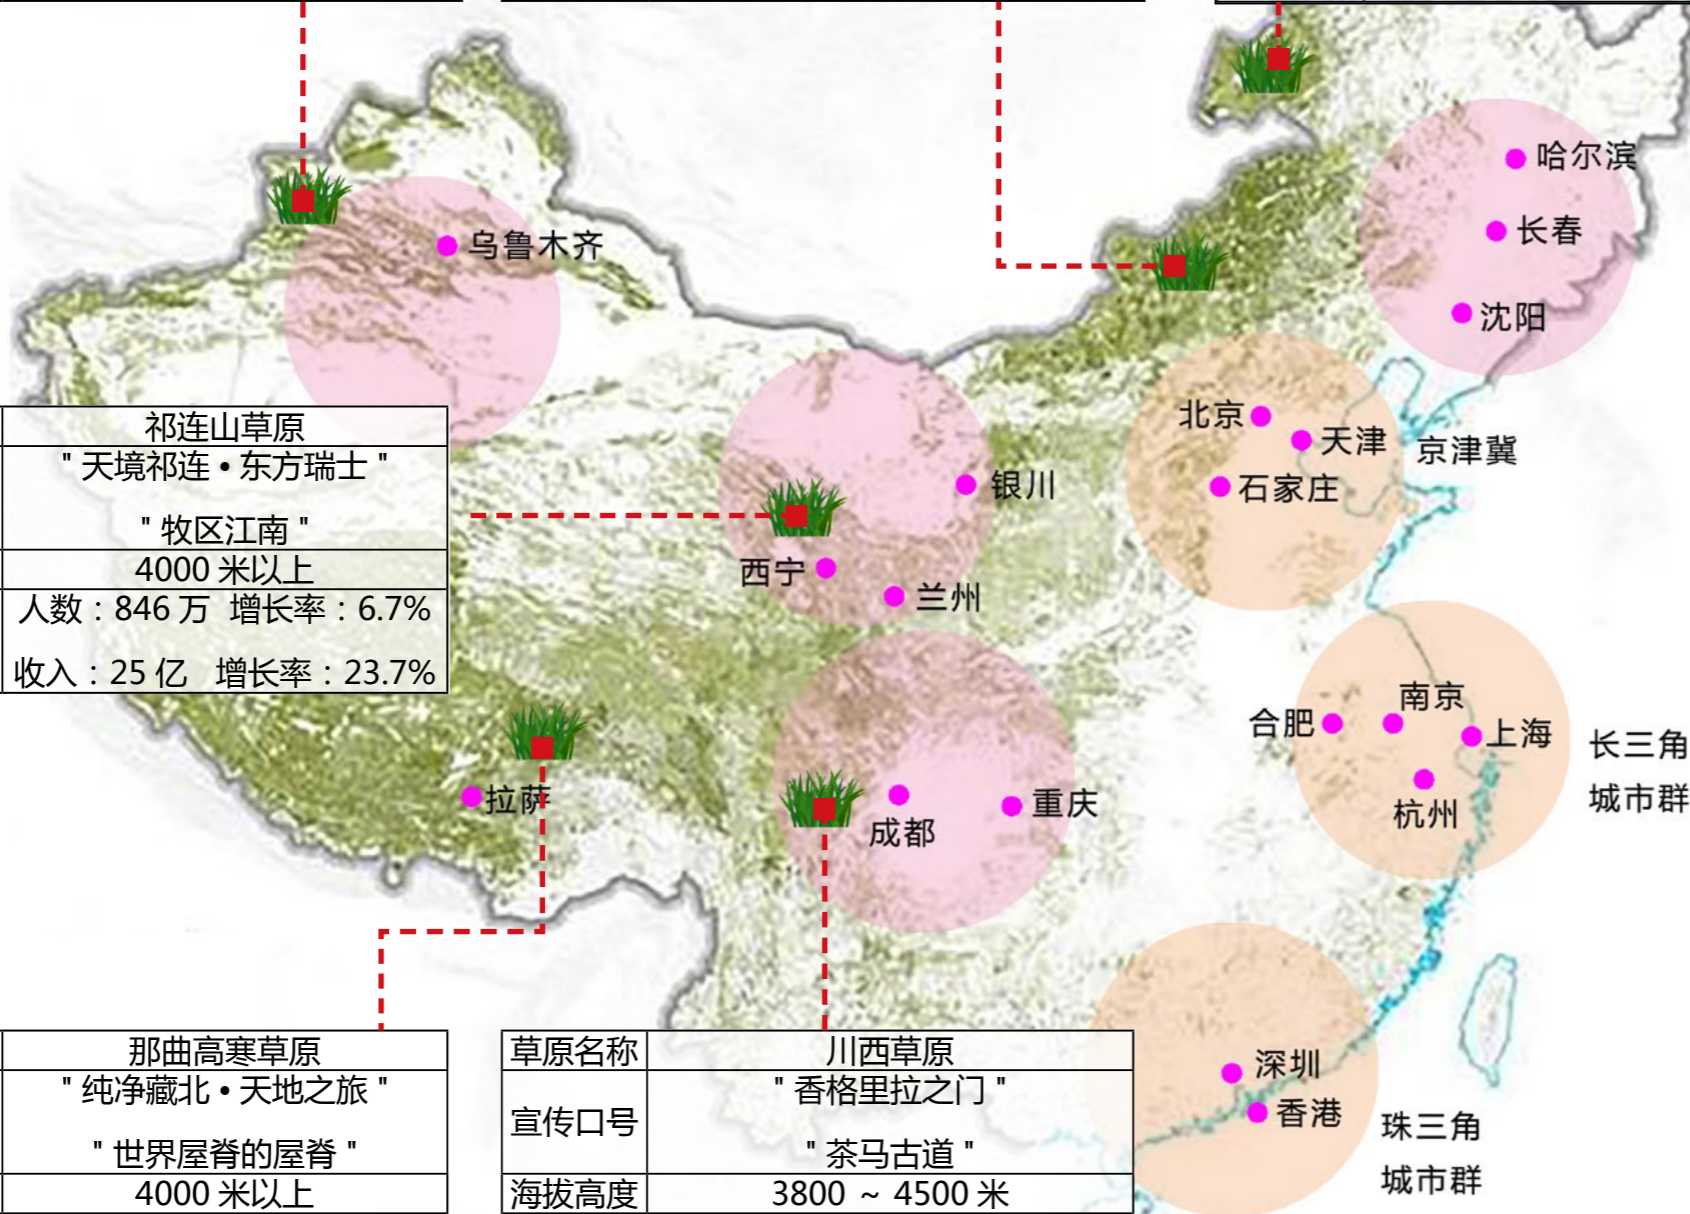 哈尔滨
长春
沈阳
乌鲁木齐
北京
天津
京津冀
石家庄
银川
西宁
兰州
祁连山草原
"天境祁连•东方瑞士"
"牧区江南"
4000 米以上
人数：846 万 增长率：6.7%
收入：25 亿 增长率：23.7%
合肥
南京
上海
杭州
长三角
城市群
拉萨
成都
重庆
深圳
香港
珠三角
城市群
那曲高寒草原
"纯净藏北•天地之旅"
"世界屋脊的屋脊"
4000 米以上
草原名称 川西草原
宣传口号 "香格里拉之门"
"茶马古道"
海拔高度 3800 ~ 4500 米